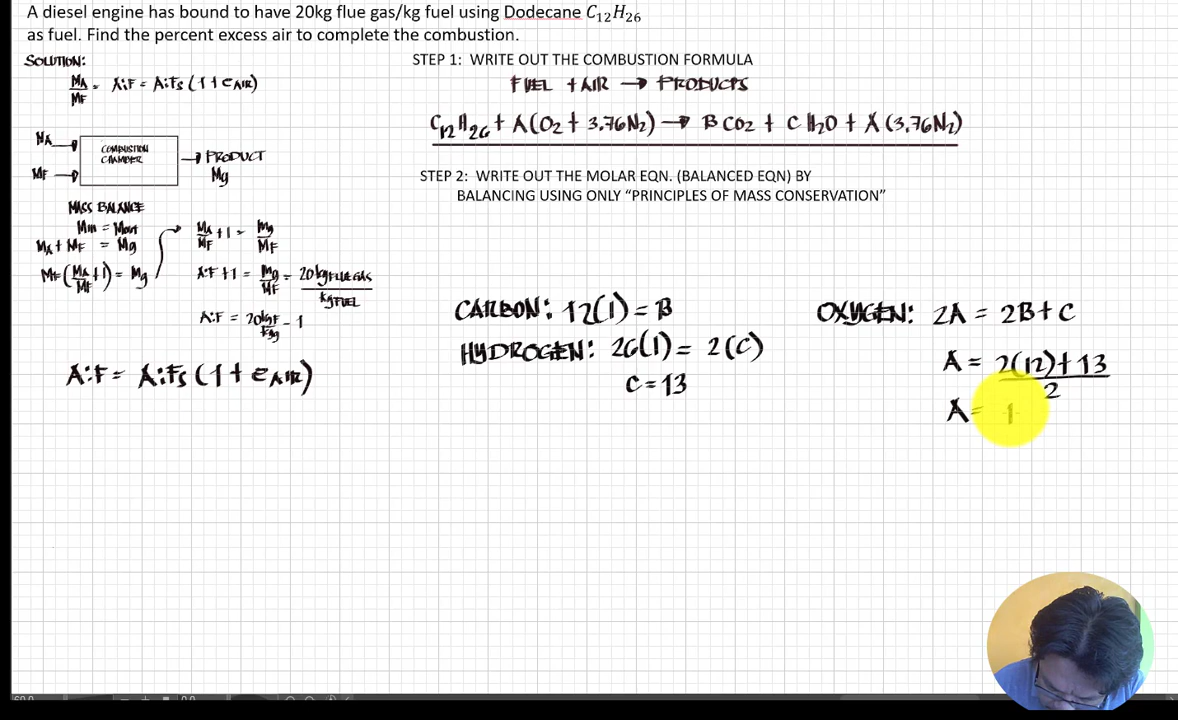 A diesel engine has bound to have 20kg flue gas/kg fuel using Dodecane C₁₂H₂₆
as fuel. Find the percent excess air to complete the combustion.
SOLUTION:
MA/MF = A:F = A:Fs (1 + eAIR)
MA
MF
COMBUSTION
CHAMBER
→ PRODUCT
Mg
MASS BALANCE
Min = Mout
MA + MF = Mg
MF (MA/MF + 1) = Mg
MA/MF + 1 = Mg/MF
A:F + 1 = Mg/MF = 20 kg FLUE GAS / kg FUEL
A:F = 20 - 1
A:F = A:Fs (1 + eAIR)
STEP 1: WRITE OUT THE COMBUSTION FORMULA
FUEL + AIR → PRODUCTS
C₁₂H₂₆ + A(O₂ + 3.76N₂) → B CO₂ + C H₂O + A (3.76N₂)
STEP 2: WRITE OUT THE MOLAR EQN. (BALANCED EQN) BY
BALANCING USING ONLY “PRINCIPLES OF MASS CONSERVATION”
CARBON: 12(1) = B
HYDROGEN: 26(1) = 2(C)
C = 13
OXYGEN: 2A = 2B + C
A = 2(12) + 13 / 2
A = 1